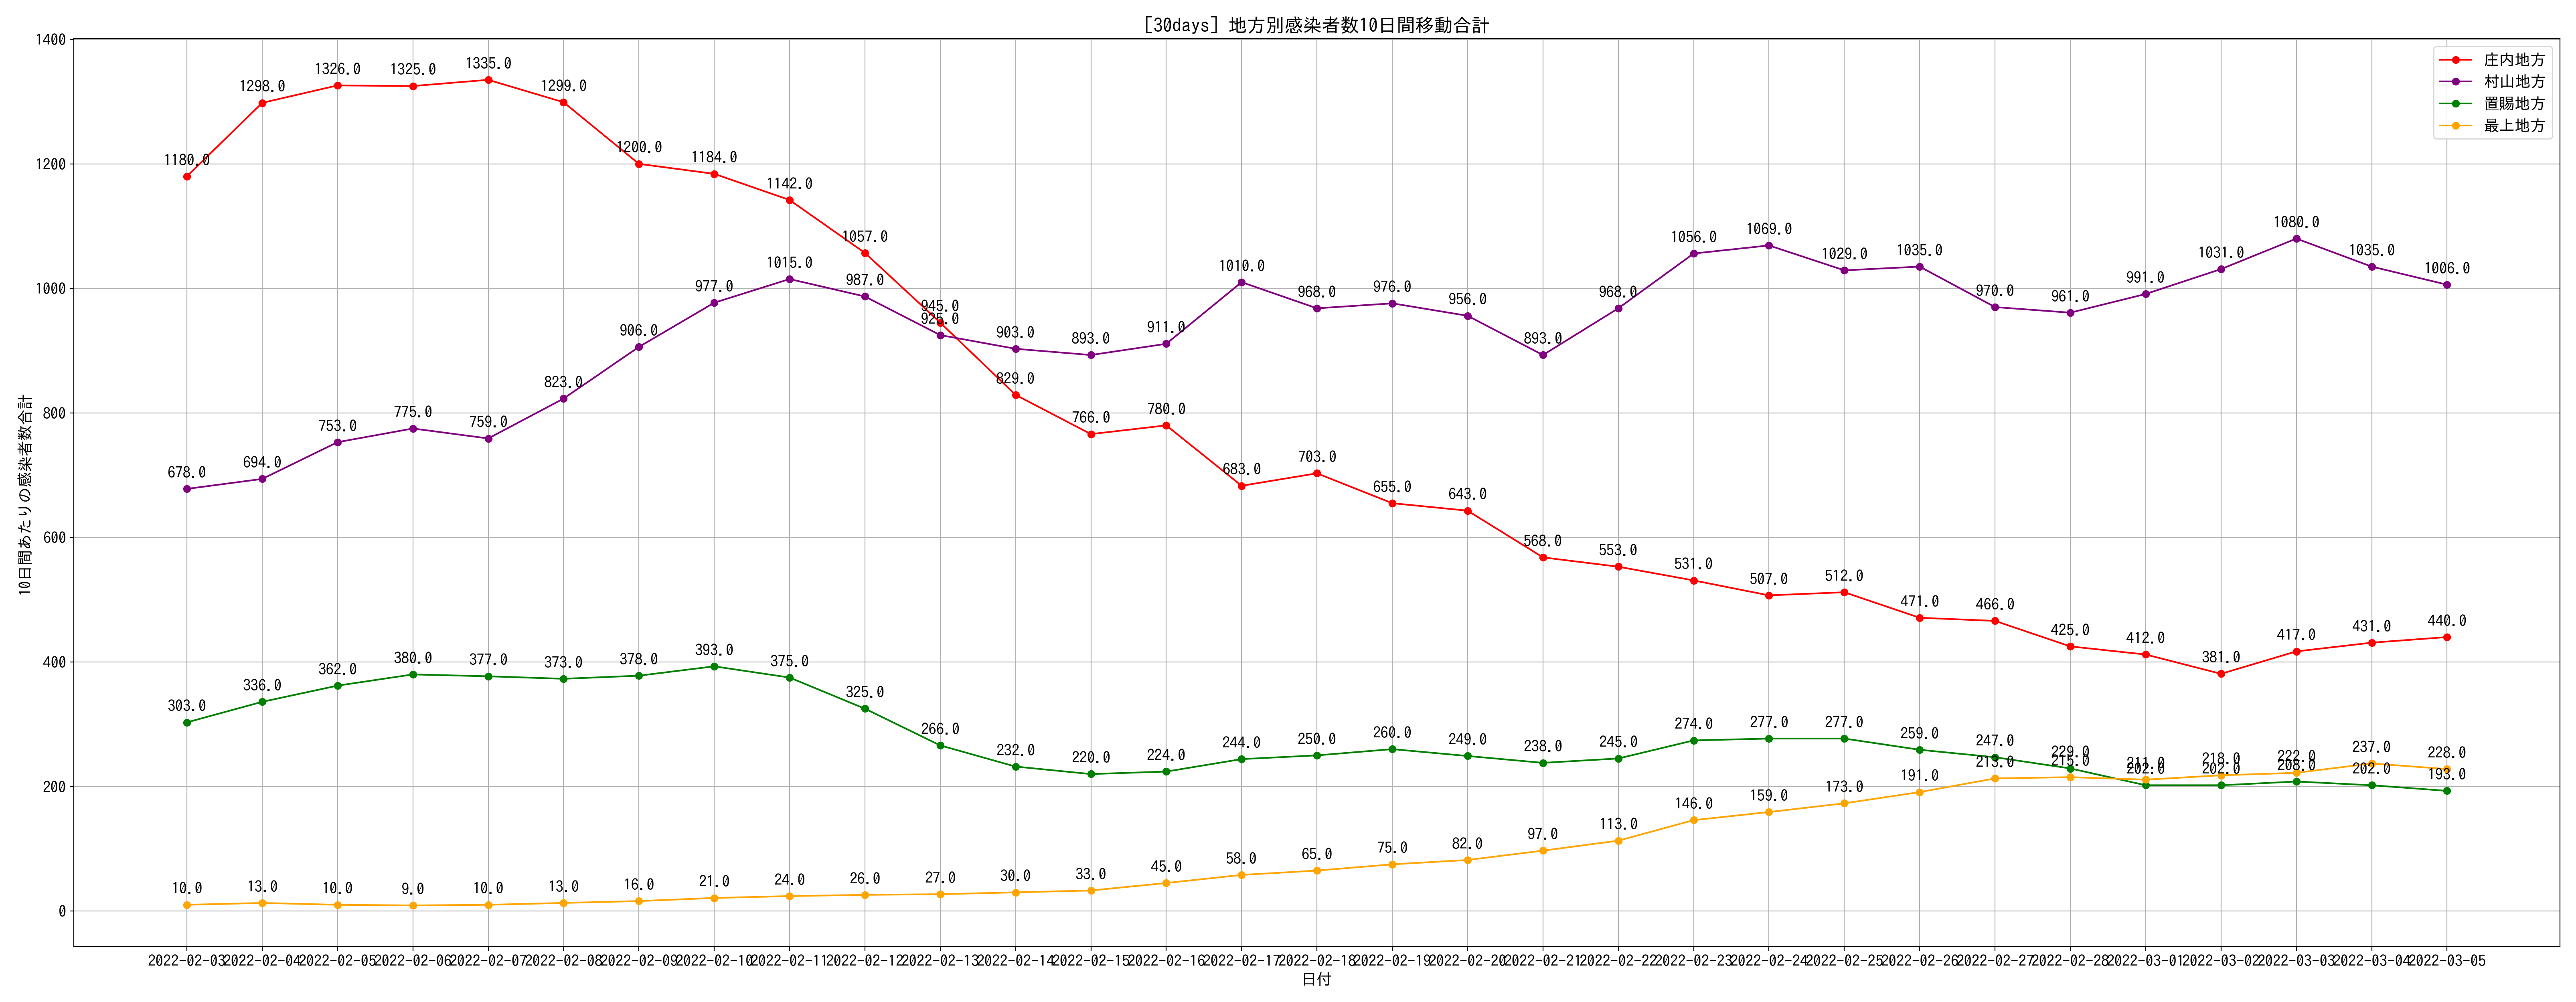 [30days] 地方別感染者数10日間移動合計
庄内地方
村山地方
置賜地方
最上地方
10日間あたりの感染者数合計
1400
1200
1000
800
600
400
200
0
1180.0 1298.0 1326.0 1325.0 1335.0 1299.0 1200.0 1184.0 1142.0 1057.0 945.0 829.0 766.0 780.0 683.0 703.0 655.0 643.0 568.0 553.0 531.0 507.0 512.0 471.0 466.0 425.0 412.0 381.0 417.0 431.0 440.0
678.0 694.0 753.0 775.0 759.0 823.0 906.0 977.0 1015.0 987.0 925.0 903.0 893.0 911.0 1010.0 968.0 976.0 956.0 893.0 968.0 1056.0 1069.0 1029.0 1035.0 970.0 961.0 991.0 1031.0 1080.0 1035.0 1006.0
303.0 336.0 362.0 380.0 377.0 373.0 378.0 393.0 375.0 325.0 266.0 232.0 220.0 224.0 244.0 250.0 260.0 249.0 238.0 245.0 274.0 277.0 277.0 259.0 247.0 229.0 202.0 202.0 208.0 202.0 193.0
10.0 13.0 10.0 9.0 10.0 13.0 16.0 21.0 24.0 26.0 27.0 30.0 33.0 45.0 58.0 65.0 75.0 82.0 97.0 113.0 146.0 159.0 173.0 191.0 213.0 215.0 211.0 218.0 222.0 237.0 228.0
2022-02-03 2022-02-04 2022-02-05 2022-02-06 2022-02-07 2022-02-08 2022-02-09 2022-02-10 2022-02-11 2022-02-12 2022-02-13 2022-02-14 2022-02-15 2022-02-16 2022-02-17 2022-02-18 2022-02-19 2022-02-20 2022-02-21 2022-02-22 2022-02-23 2022-02-24 2022-02-25 2022-02-26 2022-02-27 2022-02-28 2022-03-01 2022-03-02 2022-03-03 2022-03-04 2022-03-05
日付